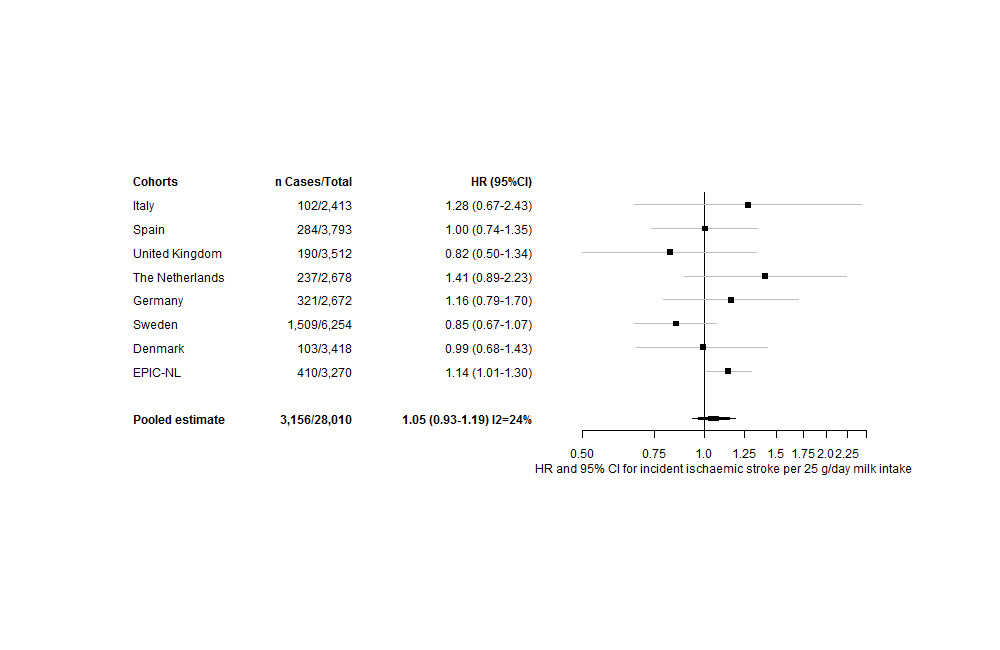 Cohorts n Cases/Total HR (95%CI)
Italy 102/2,413 1.28 (0.67-2.43)
Spain 284/3,793 1.00 (0.74-1.35)
United Kingdom 190/3,512 0.82 (0.50-1.34)
The Netherlands 237/2,678 1.41 (0.89-2.23)
Germany 321/2,672 1.16 (0.79-1.70)
Sweden 1,509/6,254 0.85 (0.67-1.07)
Denmark 103/3,418 0.99 (0.68-1.43)
EPIC-NL 410/3,270 1.14 (1.01-1.30)
Pooled estimate 3,156/28,010 1.05 (0.93-1.19) I2=24%
0.50 0.75 1.0 1.25 1.5 1.75 2.0 2.25
HR and 95% CI for incident ischaemic stroke per 25 g/day milk intake